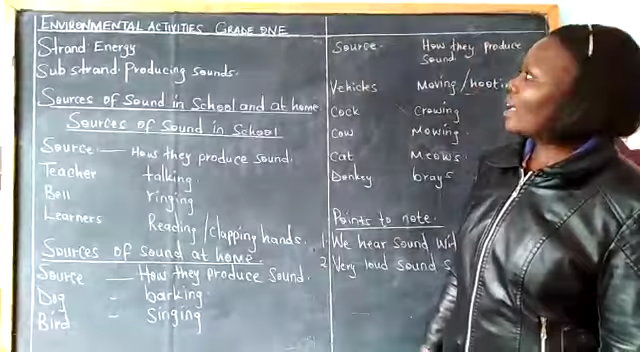 ENVIRONMENTAL ACTIVITIES GRADE ONE
Strand Energy
Sub strand. Producing sounds.
Sources of Sound in School and at home
Sources of Sound in School
Source — How they produce sound.
Teacher talking.
Bell ringing
Learners Reading/clapping hands.
Sources of sound at home.
Source — How they produce Sound.
Dog - barking.
Bird - Singing
Source. How they produce
Sound.
Vehicles Moving/
Cock Crowing
Cow Mowing.
Cat Meows.
Donkey brays
Points to note.
1. We hear sound
2. Very loud sound